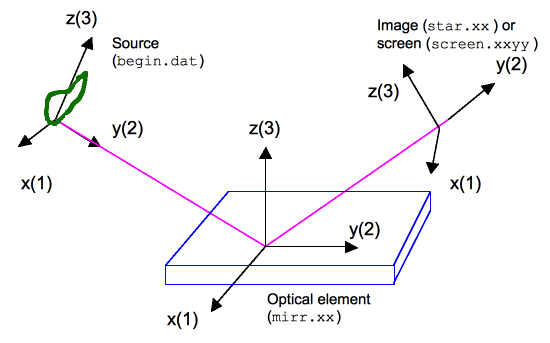 z(3)
Source
(begin.dat)
y(2)
x(1)
Image (star.xx) or
screen (screen.xxyy)
y(2)
z(3)
x(1)
z(3)
y(2)
x(1)
Optical element
(mirr.xx)